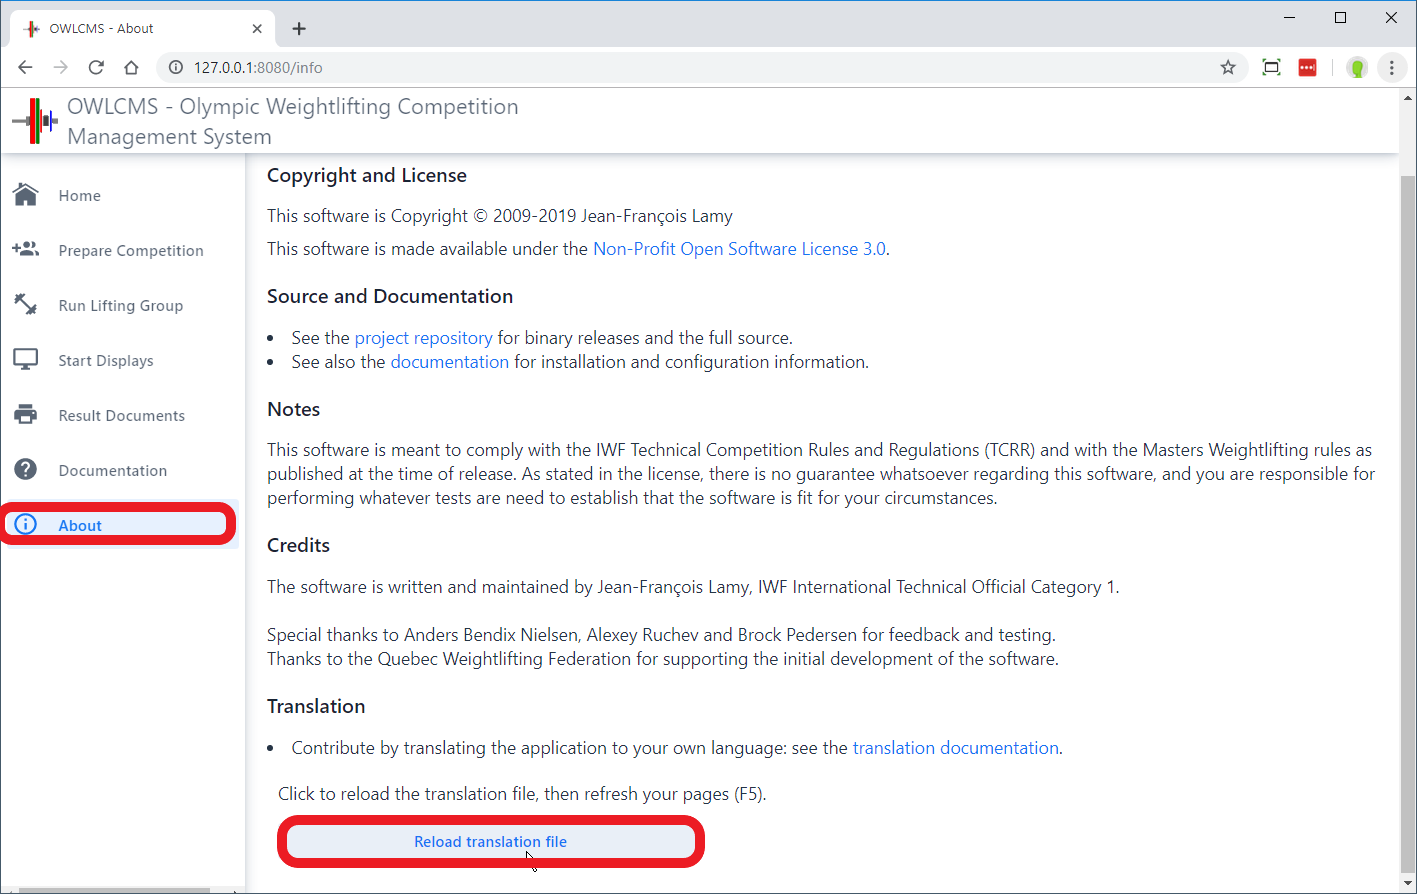 OWLCMS - About
127.0.0.1:8080/info
OWLCMS - Olympic Weightlifting Competition
Management System
Home
Prepare Competition
Run Lifting Group
Start Displays
Result Documents
Documentation
About
Copyright and License
This software is Copyright © 2009-2019 Jean-François Lamy
This software is made available under the Non-Profit Open Software License 3.0.
Source and Documentation
• See the project repository for binary releases and the full source.
• See also the documentation for installation and configuration information.
Notes
This software is meant to comply with the IWF Technical Competition Rules and Regulations (TCRR) and with the Masters Weightlifting rules as
published at the time of release. As stated in the license, there is no guarantee whatsoever regarding this software, and you are responsible for
performing whatever tests are need to establish that the software is fit for your circumstances.
Credits
The software is written and maintained by Jean-François Lamy, IWF International Technical Official Category 1.
Special thanks to Anders Bendix Nielsen, Alexey Ruchev and Brock Pedersen for feedback and testing.
Thanks to the Quebec Weightlifting Federation for supporting the initial development of the software.
Translation
• Contribute by translating the application to your own language: see the translation documentation.
Click to reload the translation file, then refresh your pages (F5).
Reload translation file